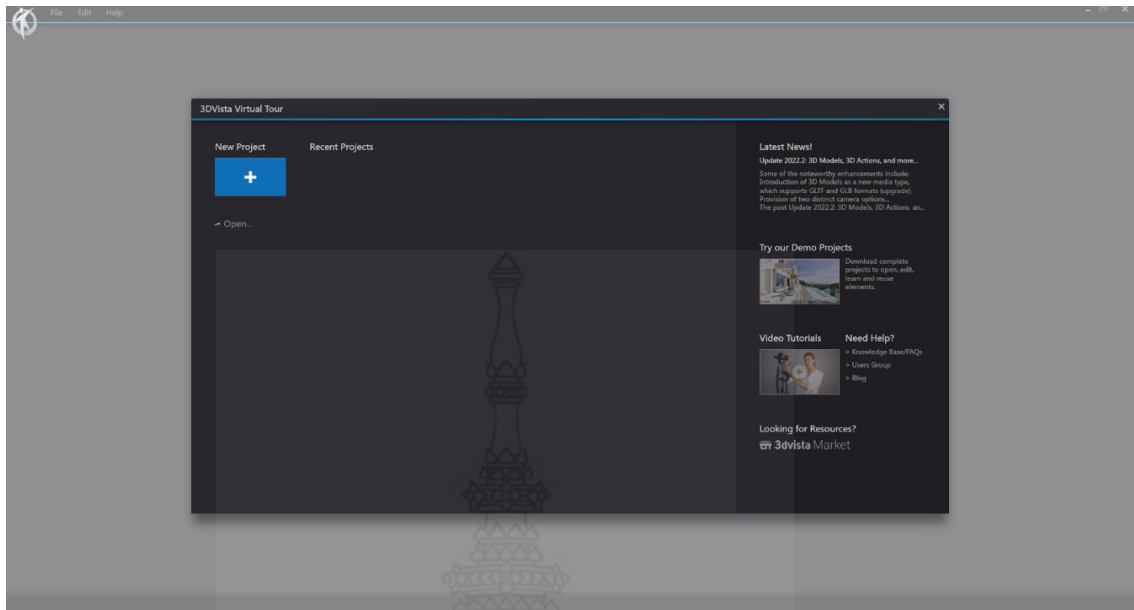 File Edit Help
3DVista Virtual Tour
New Project
Recent Projects
Open...
Latest News!
Update 2022.2: 3D Models, 3D Actions, and more...
Some of the noteworthy enhancements include:
Introduction of 3D Models as a new media type,
which supports GLTF and GLB formats (upgrade).
Provision of two distinct camera options...
The post Update 2022.2: 3D Models, 3D Actions, an...
Try our Demo Projects
Download complete
projects to open, edit,
learn and reuse
elements.
Video Tutorials
Need Help?
> Knowledge Base/FAQs
> Users Group
> Blog
Looking for Resources?
3dvista Market